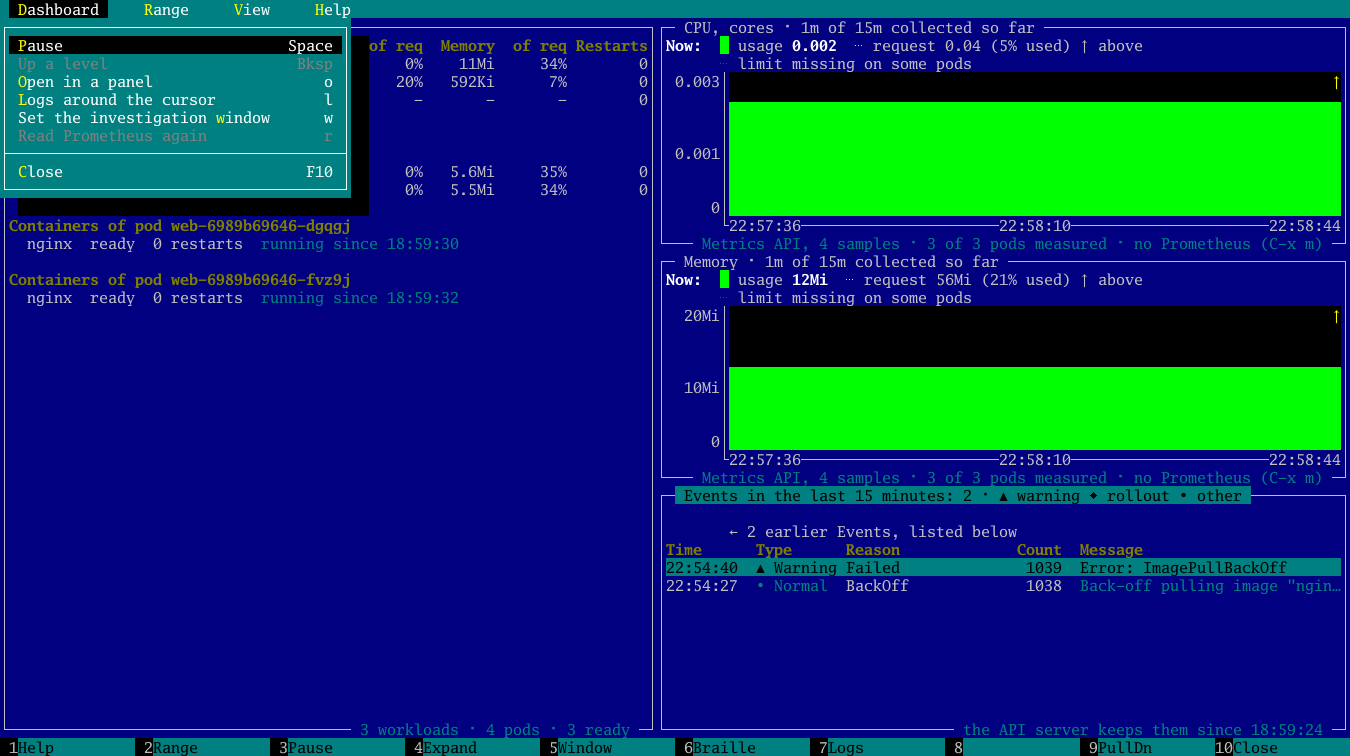 Dashboard Range View Help
Pause Space
Up a level Bksp
Open in a panel o
Logs around the cursor l
Set the investigation window w
Read Prometheus again r
Close F10
of req Memory of req Restarts
0% 11Mi 34% 0
20% 592Ki 7% 0
– – – 0
0% 5.6Mi 35% 0
0% 5.5Mi 34% 0
Containers of pod web-6989b69646-dgqgj
nginx ready 0 restarts running since 18:59:30
Containers of pod web-6989b69646-fvz9j
nginx ready 0 restarts running since 18:59:32
3 workloads · 4 pods · 3 ready
CPU, cores · 1m of 15m collected so far
Now: usage 0.002 ┈ request 0.04 (5% used) ↑ above
┈ limit missing on some pods
0.003 ↑
0.001
0
22:57:36 22:58:10 22:58:44
Metrics API, 4 samples · 3 of 3 pods measured · no Prometheus (C-x m)
Memory · 1m of 15m collected so far
Now: usage 12Mi ┈ request 56Mi (21% used) ↑ above
┈ limit missing on some pods
20Mi ↑
10Mi
0
22:57:36 22:58:10 22:58:44
Metrics API, 4 samples · 3 of 3 pods measured · no Prometheus (C-x m)
Events in the last 15 minutes: 2 · ▲ warning ◆ rollout • other
← 2 earlier Events, listed below
Time Type Reason Count Message
22:54:40 ▲ Warning Failed 1039 Error: ImagePullBackOff
22:54:27 • Normal BackOff 1038 Back-off pulling image "ngin…
the API server keeps them since 18:59:24
1Help 2Range 3Pause 4Expand 5Window 6Braille 7Logs 8 9PullDn 10Close